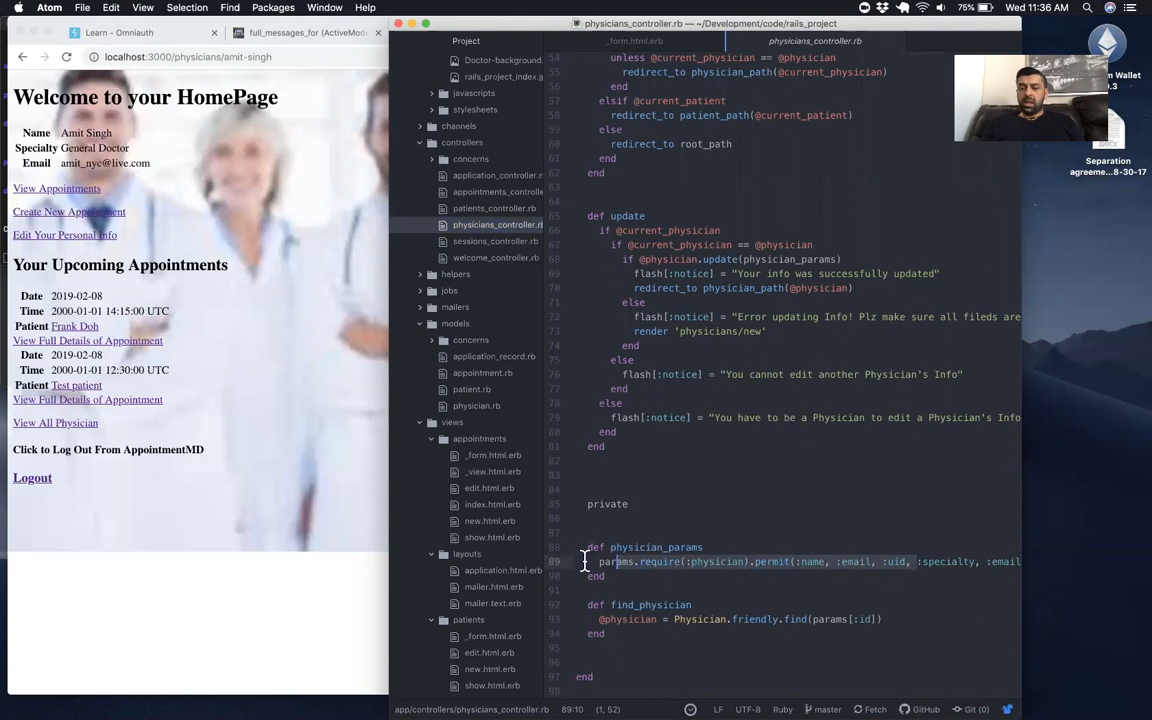 Atom File Edit View Selection Find Packages Window Help 75% Fri Feb 8 11:36 AM
Learn - Omniauth
full_messages_for (ActiveMode
localhost:3000/physicians/amit-singh
Welcome to your HomePage
Name Amit Singh
Specialty General Doctor
Email amit_nyc@live.com
View Appointments
Create New Appointment
Edit Your Personal Info
Your Upcoming Appointments
Date 2019-02-08
Time 2000-01-01 14:15:00 UTC
Patient Frank Doh
View Full Details of Appointment
Date 2019-02-08
Time 2000-01-01 12:30:00 UTC
Patient Test patient
View Full Details of Appointment
View All Physician
Click to Log Out From AppointmentMD
Logout
physicians_controller.rb — ~/Development/code/rails_project
Project
Doctor-background.
rails_project_index.j
javascripts
stylesheets
channels
controllers
concerns
application_controller.r
appointments_controlle
patients_controller.rb
physicians_controller.rb
sessions_controller.rb
welcome_controller.rb
helpers
jobs
mailers
models
concerns
application_record.rb
appointment.rb
patient.rb
physician.rb
views
appointments
_form.html.erb
_view.html.erb
edit.html.erb
index.html.erb
new.html.erb
show.html.erb
layouts
application.html.erb
mailer.html.erb
mailer.text.erb
patients
_form.html.erb
edit.html.erb
new.html.erb
show.html.erb
_form.html.erb
physicians_controller.rb
54 unless @current_physician == @physician
55 redirect_to physician_path(@current_physician)
56 end
57 elsif @current_patient
58 redirect_to patient_path(@current_patient)
59 else
60 redirect_to root_path
61 end
62 end
63
64
65 def update
66 if @current_physician
67 if @current_physician == @physician
68 if @physician.update(physician_params)
69 flash[:notice] = "Your info was successfully updated"
70 redirect_to physician_path(@physician)
71 else
72 flash[:notice] = "Error updating Info! Plz make sure all fileds are
73 render 'physicians/new'
74 end
75 else
76 flash[:notice] = "You cannot edit another Physician's Info"
77 end
78 else
79 flash[:notice] = "You have to be a Physician to edit a Physician's Info
80 end
81 end
82
83
84
85 private
86
87
88 def physician_params
89 params.require(:physician).permit(:name, :email, :uid, :specialty, :email
90 end
91
92 def find_physician
93 @physician = Physician.friendly.find(params[:id])
94 end
95
96
97 end
98
app/controllers/physicians_controller.rb 89:10 (1, 52) LF UTF-8 Ruby master Fetch GitHub Git (0)
Wallet
0.3
Separation
agreeme...8-30-17